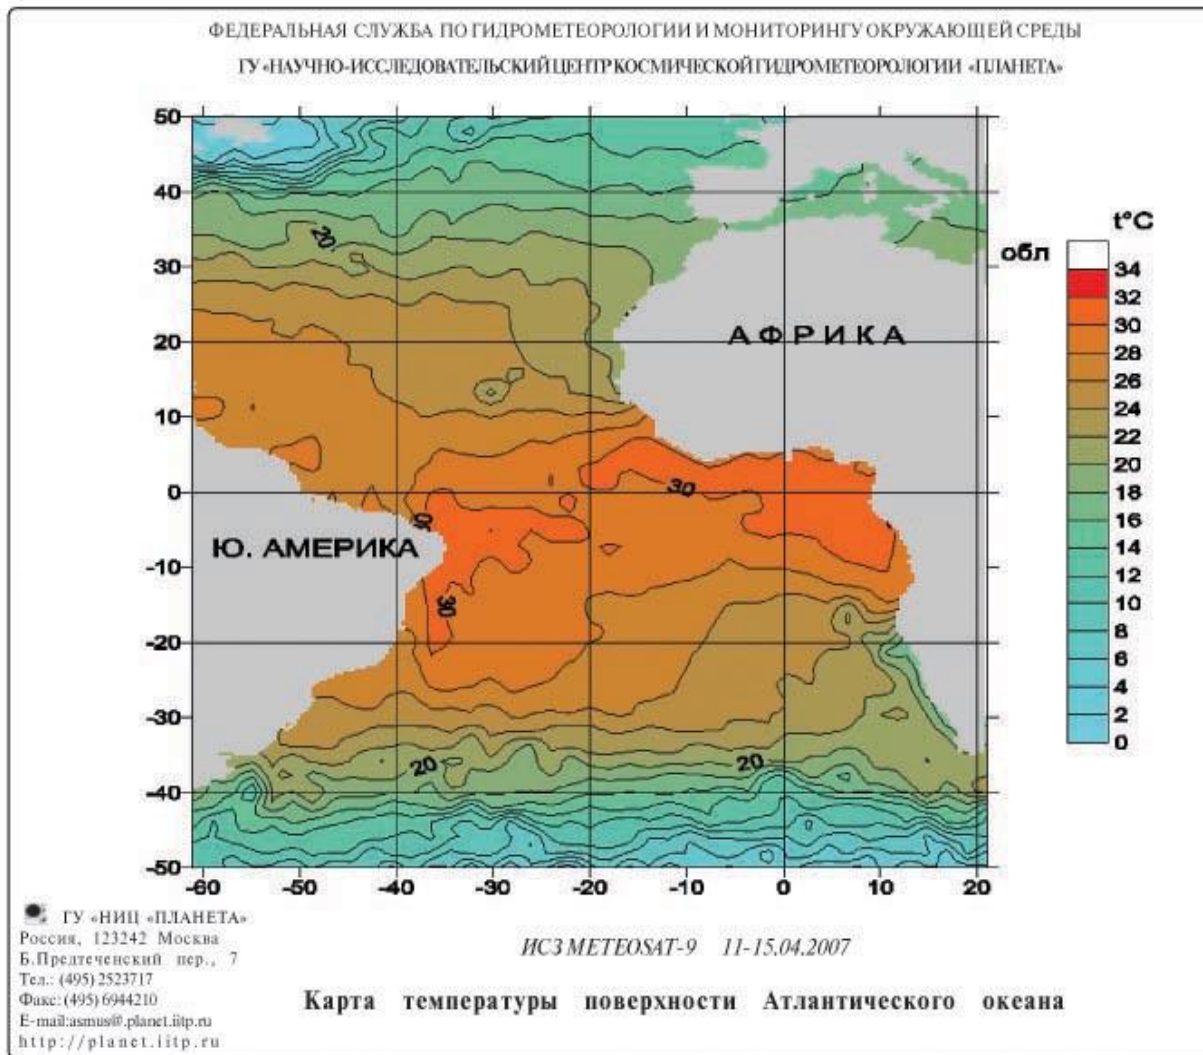 ФЕДЕРАЛЬНАЯ СЛУЖБА ПО ГИДРОМЕТЕОРОЛОГИИ И МОНИТОРИНГУ ОКРУЖАЮЩЕЙ СРЕДЫ
ГУ «НАУЧНО-ИССЛЕДОВАТЕЛЬСКИЙ ЦЕНТР КОСМИЧЕСКОЙ ГИДРОМЕТЕОРОЛОГИИ «ПЛАНЕТА»
50
40
30
20
10
0
-10
-20
-30
-40
-50
-60 -50 -40 -30 -20 -10 0 10 20
20
АФРИКА
30
30
Ю. АМЕРИКА
30
20
20
t°C
обл
34
32
30
28
26
24
22
20
18
16
14
12
10
8
6
4
2
0
ГУ «НИЦ «ПЛАНЕТА»
Россия, 123242 Москва
Б.Предтеченский пер., 7
Тел.: (495) 2523717
Факс: (495) 6944210
E-mail:asmus@.planet.iitp.ru
http://planet.iitp.ru
ИСЗ METEOSAT-9 11-15.04.2007
Карта температуры поверхности Атлантического океана